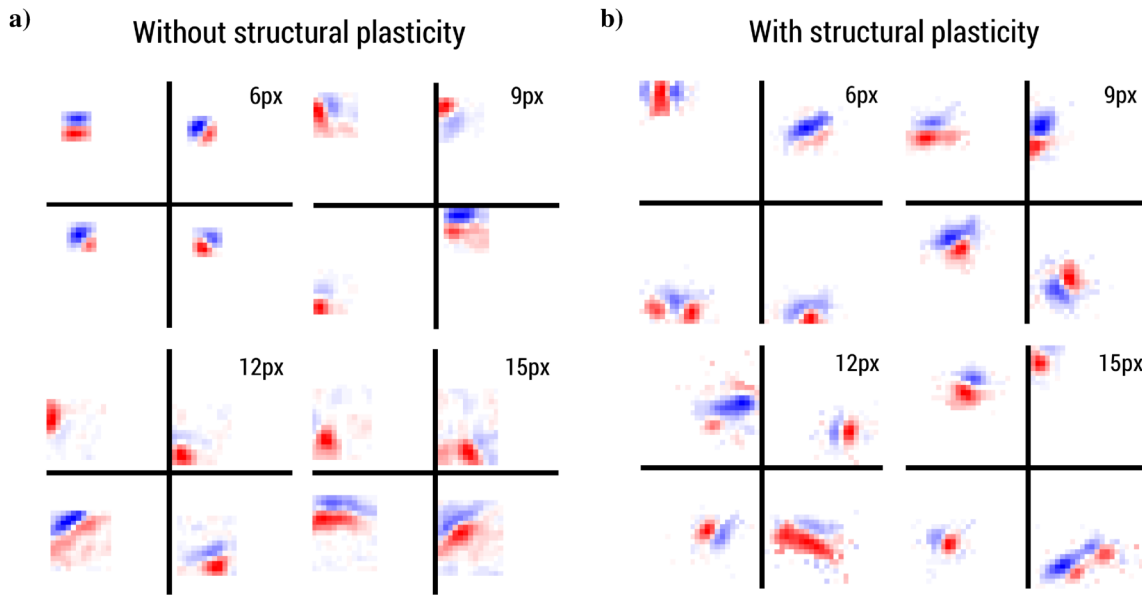 a)
Without structural plasticity
6px
9px
12px
15px
b)
With structural plasticity
6px
9px
12px
15px